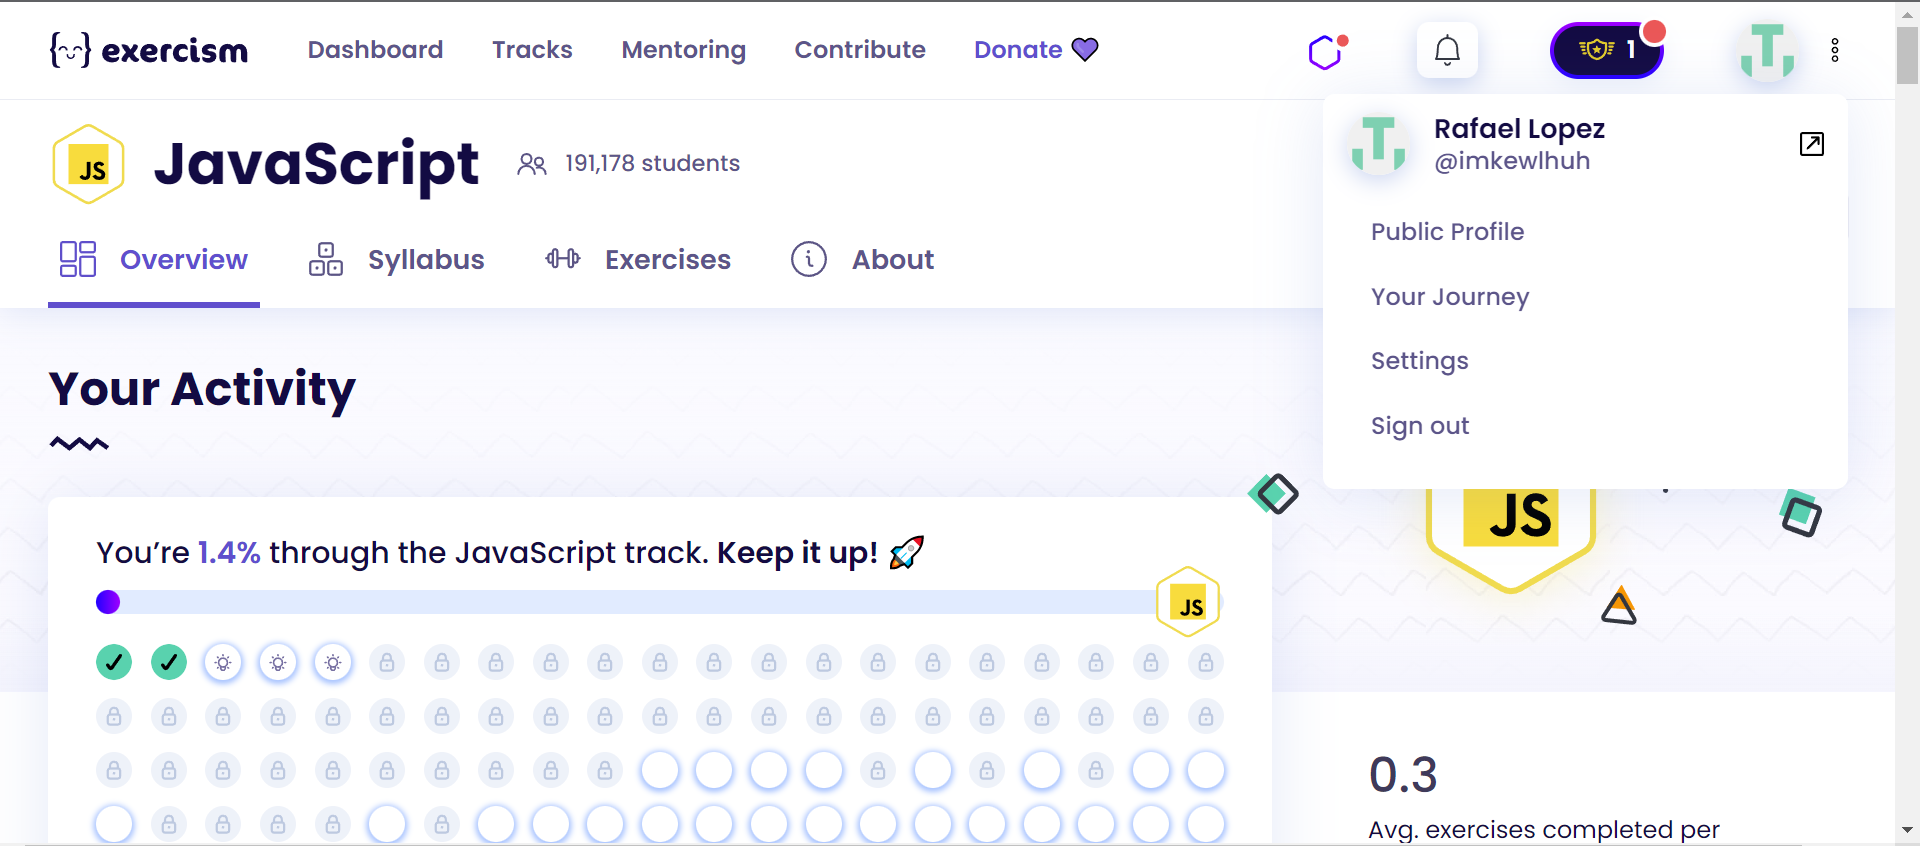 exercism Dashboard Tracks Mentoring Contribute Donate 1
Rafael Lopez
@imkewlhuh
Public Profile
Your Journey
Settings
Sign out
JS JavaScript 191,178 students
Overview Syllabus Exercises About
Your Activity
JS
You're 1.4% through the JavaScript track. Keep it up!
JS
0.3
Avg. exercises completed per